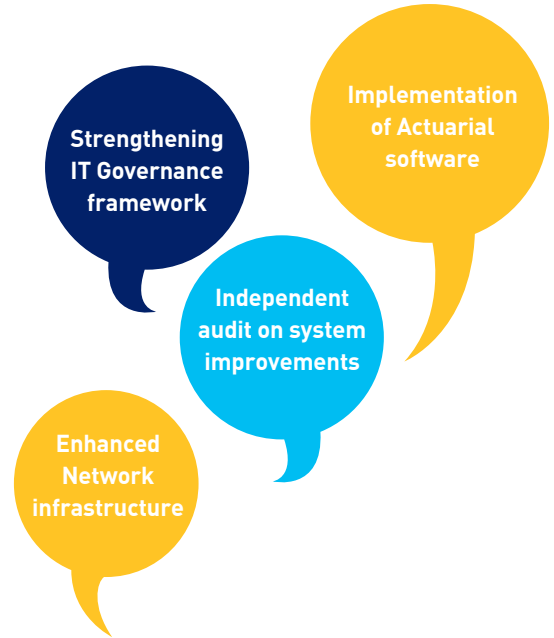 Implementation
of Actuarial
software
Strengthening
IT Governance
framework
Independent
audit on system
improvements
Enhanced
Network
infrastructure